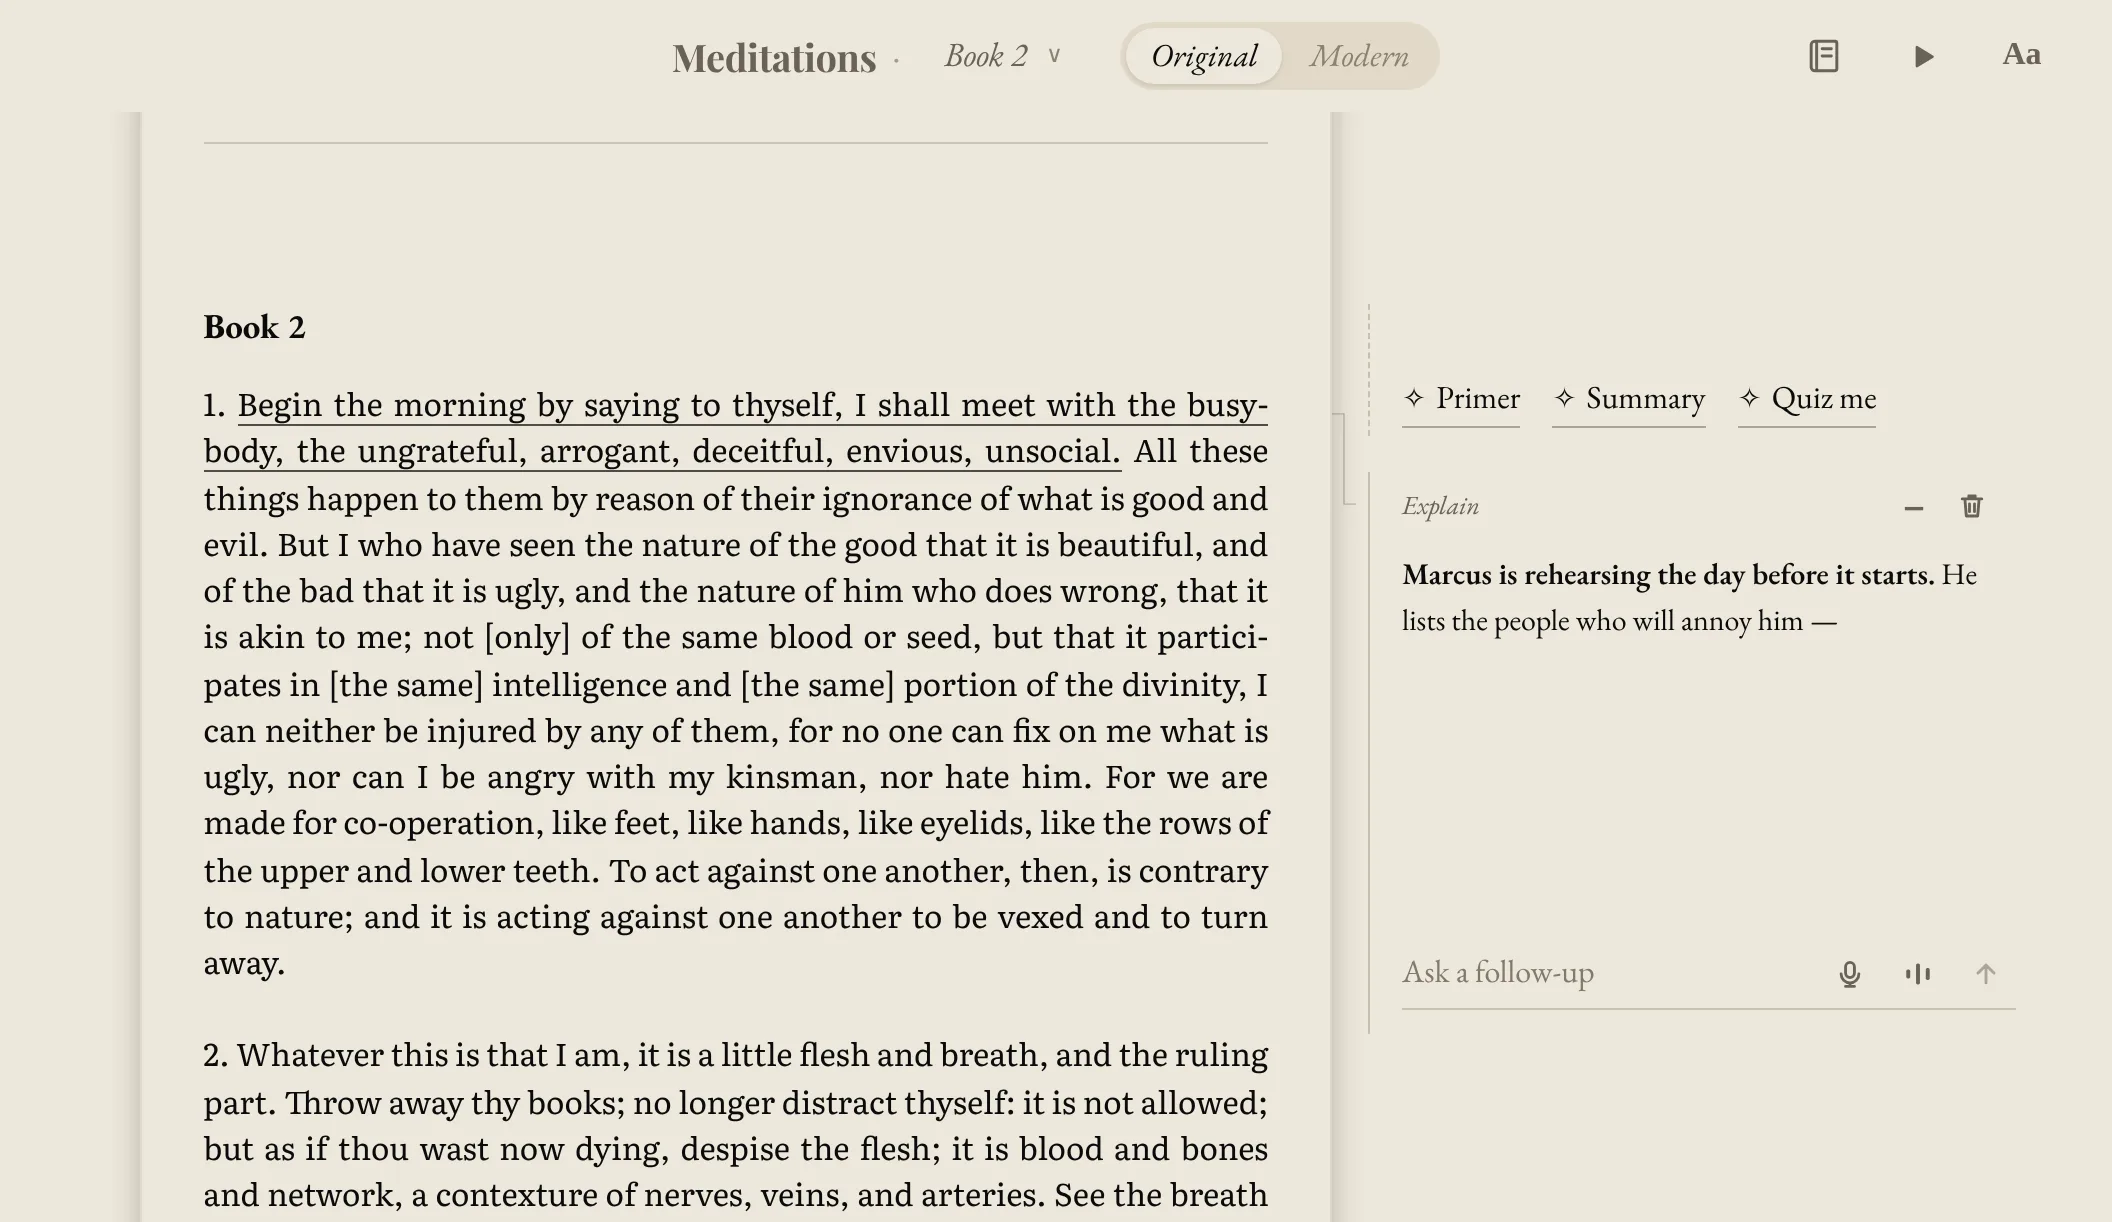 Meditations · Book 2 Original Modern Aa
Book 2
1. Begin the morning by saying to thyself, I shall meet with the busy-
body, the ungrateful, arrogant, deceitful, envious, unsocial. All these
things happen to them by reason of their ignorance of what is good and
evil. But I who have seen the nature of the good that it is beautiful, and
of the bad that it is ugly, and the nature of him who does wrong, that it
is akin to me; not [only] of the same blood or seed, but that it partici-
pates in [the same] intelligence and [the same] portion of the divinity, I
can neither be injured by any of them, for no one can fix on me what is
ugly, nor can I be angry with my kinsman, nor hate him. For we are
made for co-operation, like feet, like hands, like eyelids, like the rows of
the upper and lower teeth. To act against one another, then, is contrary
to nature; and it is acting against one another to be vexed and to turn
away.
2. Whatever this is that I am, it is a little flesh and breath, and the ruling
part. Throw away thy books; no longer distract thyself: it is not allowed;
but as if thou wast now dying, despise the flesh; it is blood and bones
and network, a contexture of nerves, veins, and arteries. See the breath
Primer Summary Quiz me
Explain
Marcus is rehearsing the day before it starts. He
lists the people who will annoy him —
Ask a follow-up